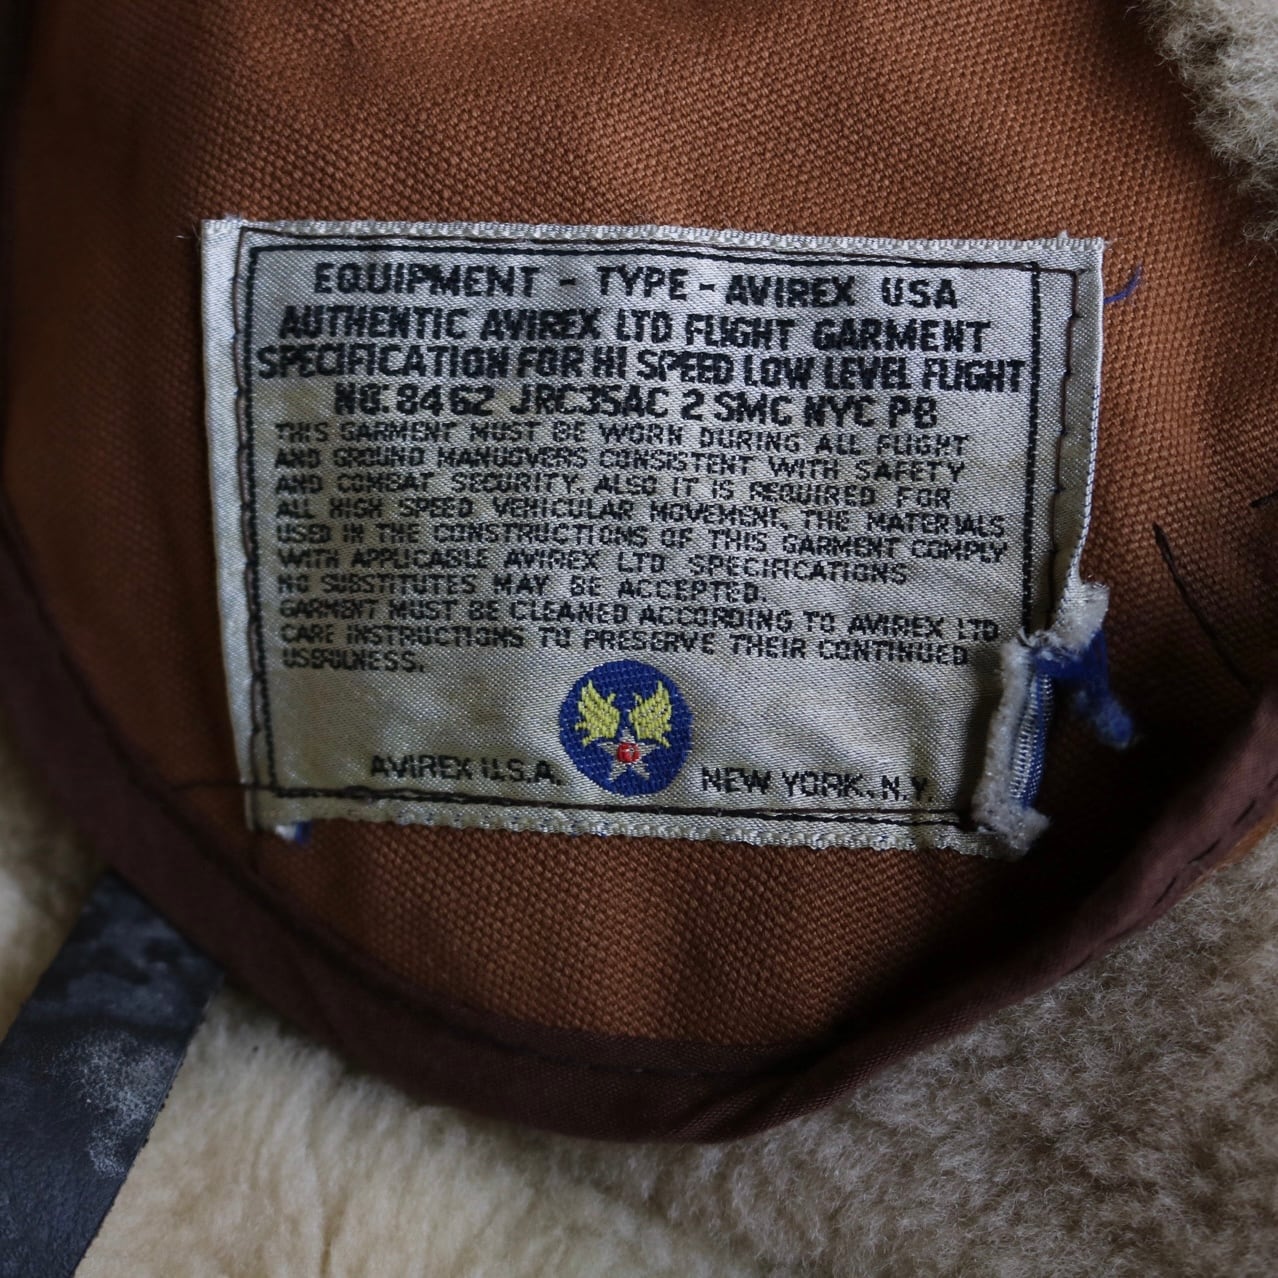 EQUIPMENT - TYPE - AVIREX USA
AUTHENTIC AVIREX LTD FLIGHT GARMENT
SPECIFICATION FOR HI SPEED LOW LEVEL FLIGHT
NO. 8462 JRC3SAC 2 SMC NYC PB
THIS GARMENT MUST BE WORN DURING ALL FLIGHT
AND GROUND MANUOVERS CONSISTENT WITH SAFETY
AND COMBAT SECURITY. ALSO IT IS REQUIRED FOR
ALL HIGH SPEED VEHICULAR MOVEMENT. THE MATERIALS
USED IN THE CONSTRUCTIONS OF THIS GARMENT COMPLY
WITH APPLICABLE AVIREX LTD SPECIFICATIONS
NO SUBSTITUTES MAY BE ACCEPTED.
GARMENT MUST BE CLEANED ACCORDING TO AVIREX LTD
CARE INSTRUCTIONS TO PRESERVE THEIR CONTINUED
USEULNESS.
AVIREX U.S.A. NEW YORK, N.Y.